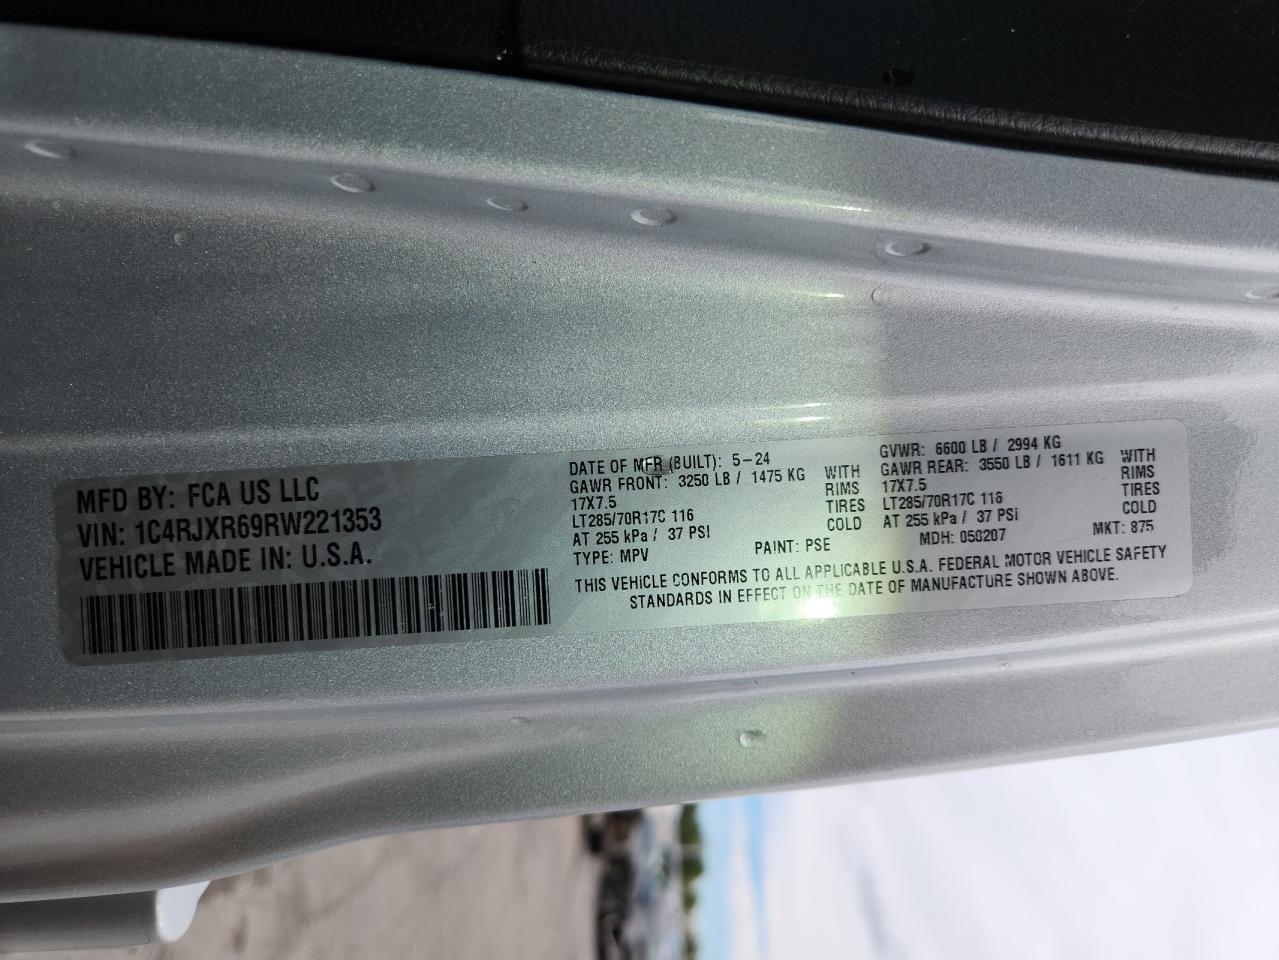 MFD BY: FCA US LLC
VIN: 1C4RJXR69RW221353
VEHICLE MADE IN: U.S.A.
DATE OF MFR (BUILT): 5-24
GAWR FRONT: 3250 LB / 1475 KG WITH
17X7.5 RIMS
LT285/70R17C 116 TIRES
AT 255 kPa / 37 PSI COLD
TYPE: MPV PAINT: PSE
GVWR: 6600 LB / 2994 KG
GAWR REAR: 3550 LB / 1611 KG WITH
17X7.5 RIMS
LT285/70R17C 116 TIRES
AT 255 kPa / 37 PSI COLD
MDH: 050207 MKT: 875
THIS VEHICLE CONFORMS TO ALL APPLICABLE U.S.A. FEDERAL MOTOR VEHICLE SAFETY
STANDARDS IN EFFECT ON THE DATE OF MANUFACTURE SHOWN ABOVE.